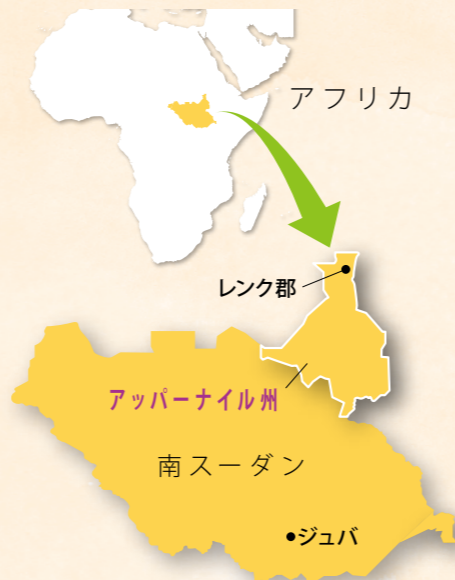 アフリカ
レンク郡
アッパーナイル州
南スーダン
•ジュバ